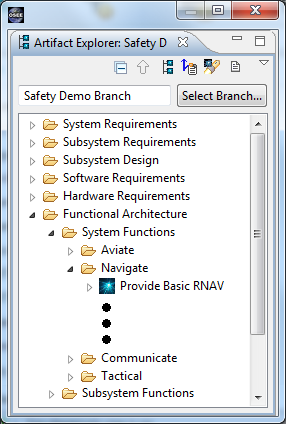 OSEE
Artifact Explorer: Safety D
Safety Demo Branch
Select Branch...
System Requirements
Subsystem Requirements
Subsystem Design
Software Requirements
Hardware Requirements
Functional Architecture
System Functions
Aviate
Navigate
Provide Basic RNAV
Communicate
Tactical
Subsystem Functions